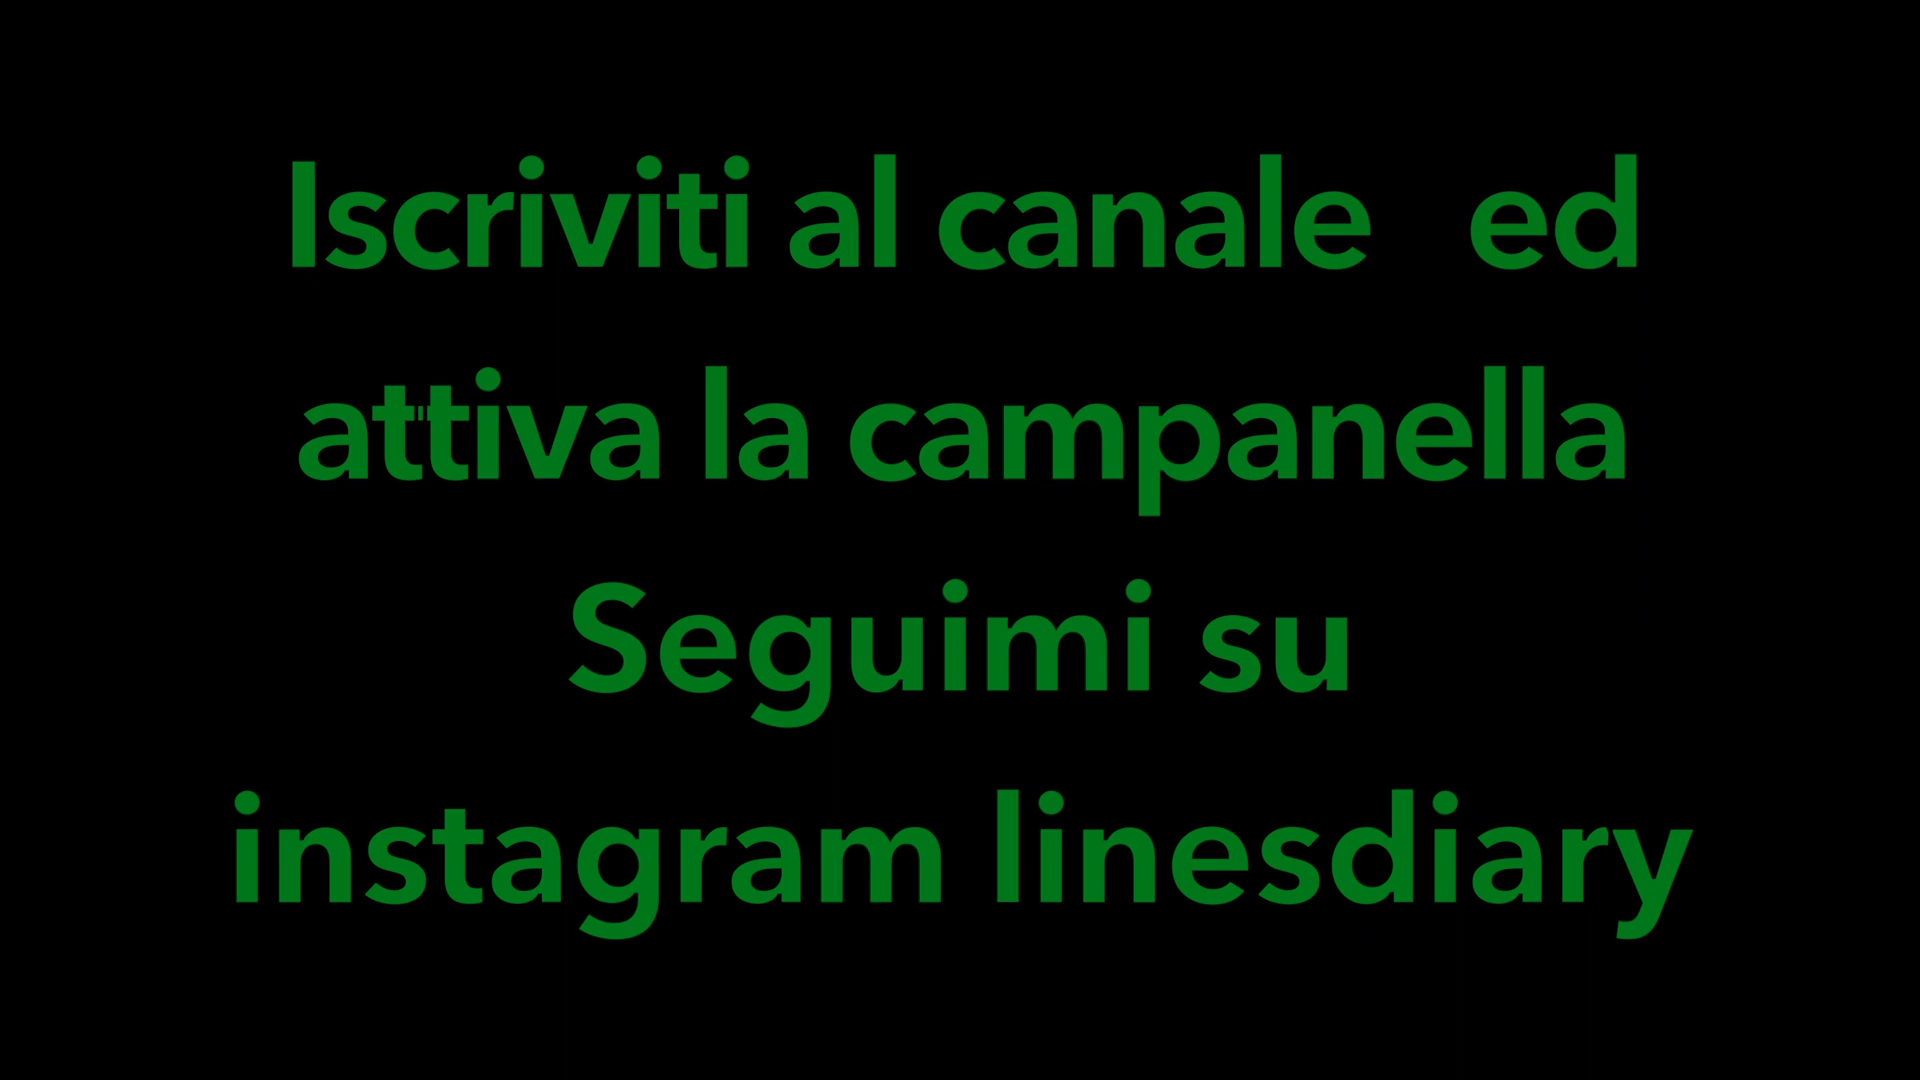 Iscriviti al canale   ed
attiva la campanella
Seguimi su
instagram linesdiary